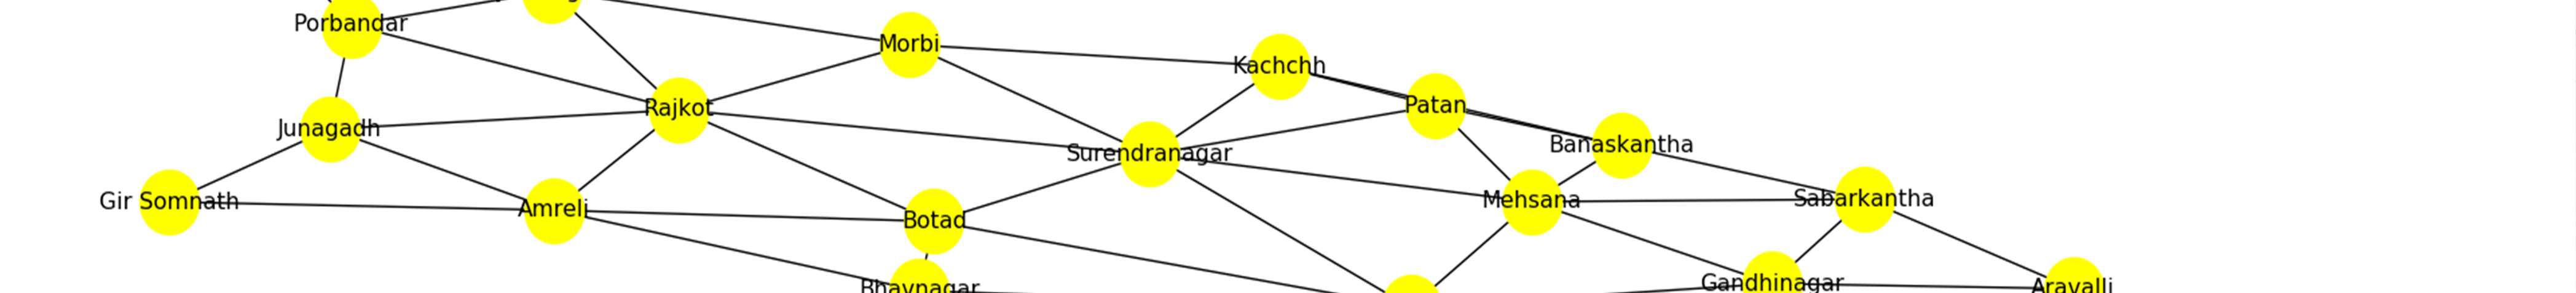 Porbandar
Morbi
Kachchh
Patan
Rajkot
Junagadh
Banaskantha
Surendranagar
Gir Somnath
Amreli
Mehsana
Sabarkantha
Botad
Gandhinagar
Bhavnagar
Aravalli